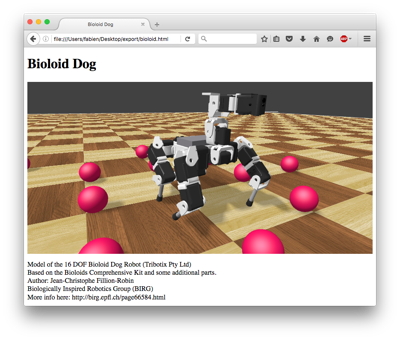 Bioloid Dog
file:///Users/fabien/Desktop/export/bioloid.html
Bioloid Dog
Model of the 16 DOF Bioloid Dog Robot (Tribotix Pty Ltd)
Based on the Bioloids Comprehensive Kit and some additional parts.
Author: Jean-Christophe Fillion-Robin
Biologically Inspired Robotics Group (BIRG)
More info here: http://birg.epfl.ch/page66584.html